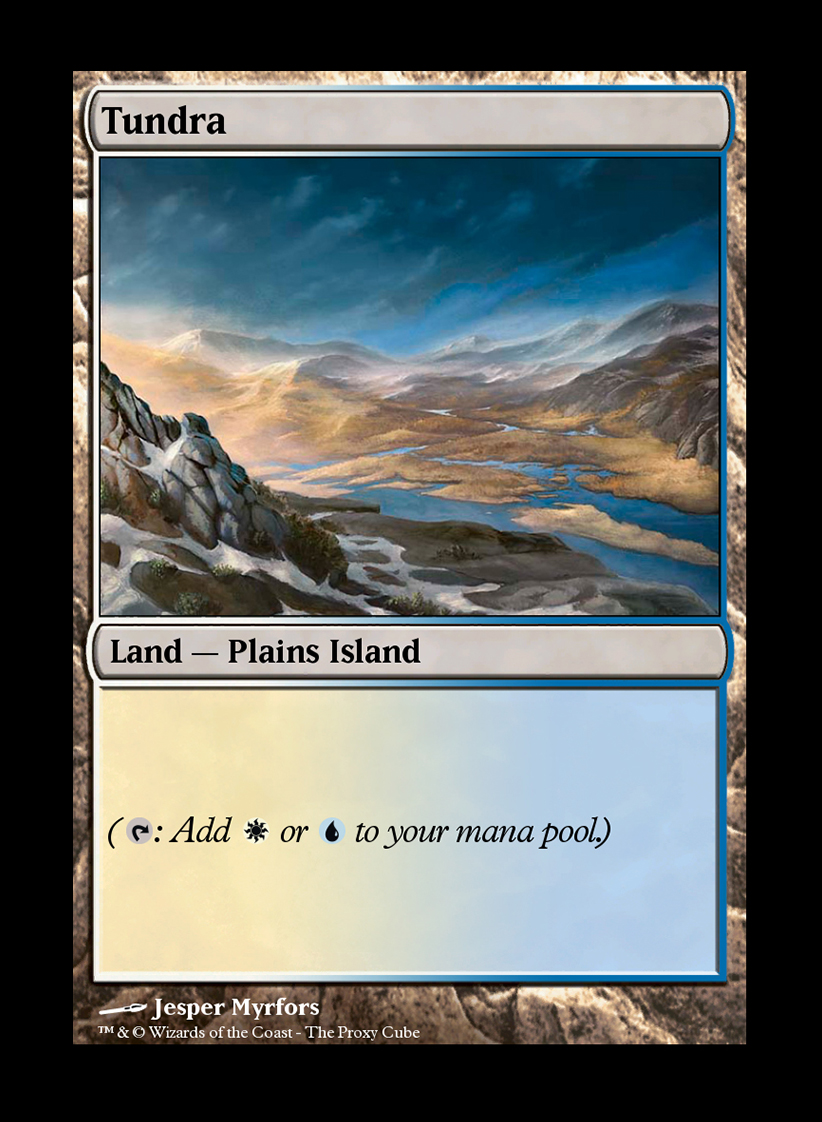 Tundra
Land — Plains Island
( : Add or to your mana pool.)
Jesper Myrfors
™ & © Wizards of the Coast - The Proxy Cube